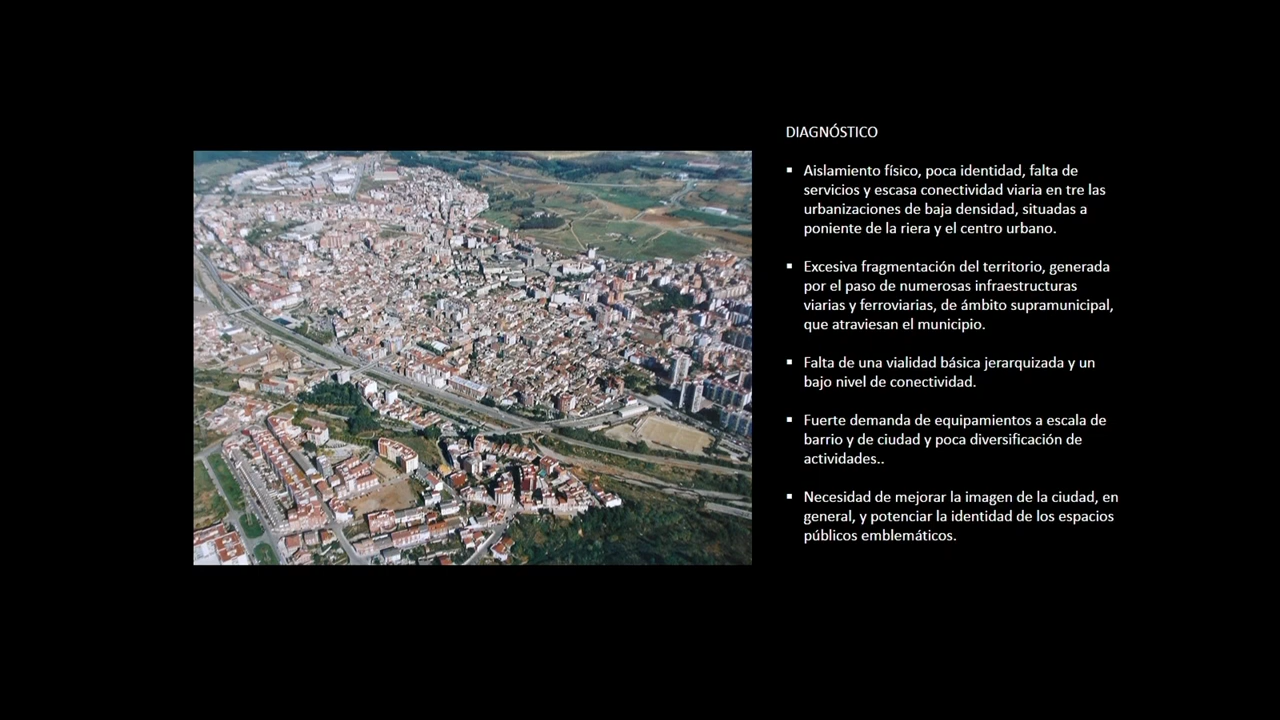 DIAGNÓSTICO
▪ Aislamiento físico, poca identidad, falta de
servicios y escasa conectividad viaria en tre las
urbanizaciones de baja densidad, situadas a
poniente de la riera y el centro urbano.
▪ Excesiva fragmentación del territorio, generada
por el paso de numerosas infraestructuras
viarias y ferroviarias, de ámbito supramunicipal,
que atraviesan el municipio.
▪ Falta de una vialidad básica jerarquizada y un
bajo nivel de conectividad.
▪ Fuerte demanda de equipamientos a escala de
barrio y de ciudad y poca diversificación de
actividades..
▪ Necesidad de mejorar la imagen de la ciudad, en
general, y potenciar la identidad de los espacios
públicos emblemáticos.